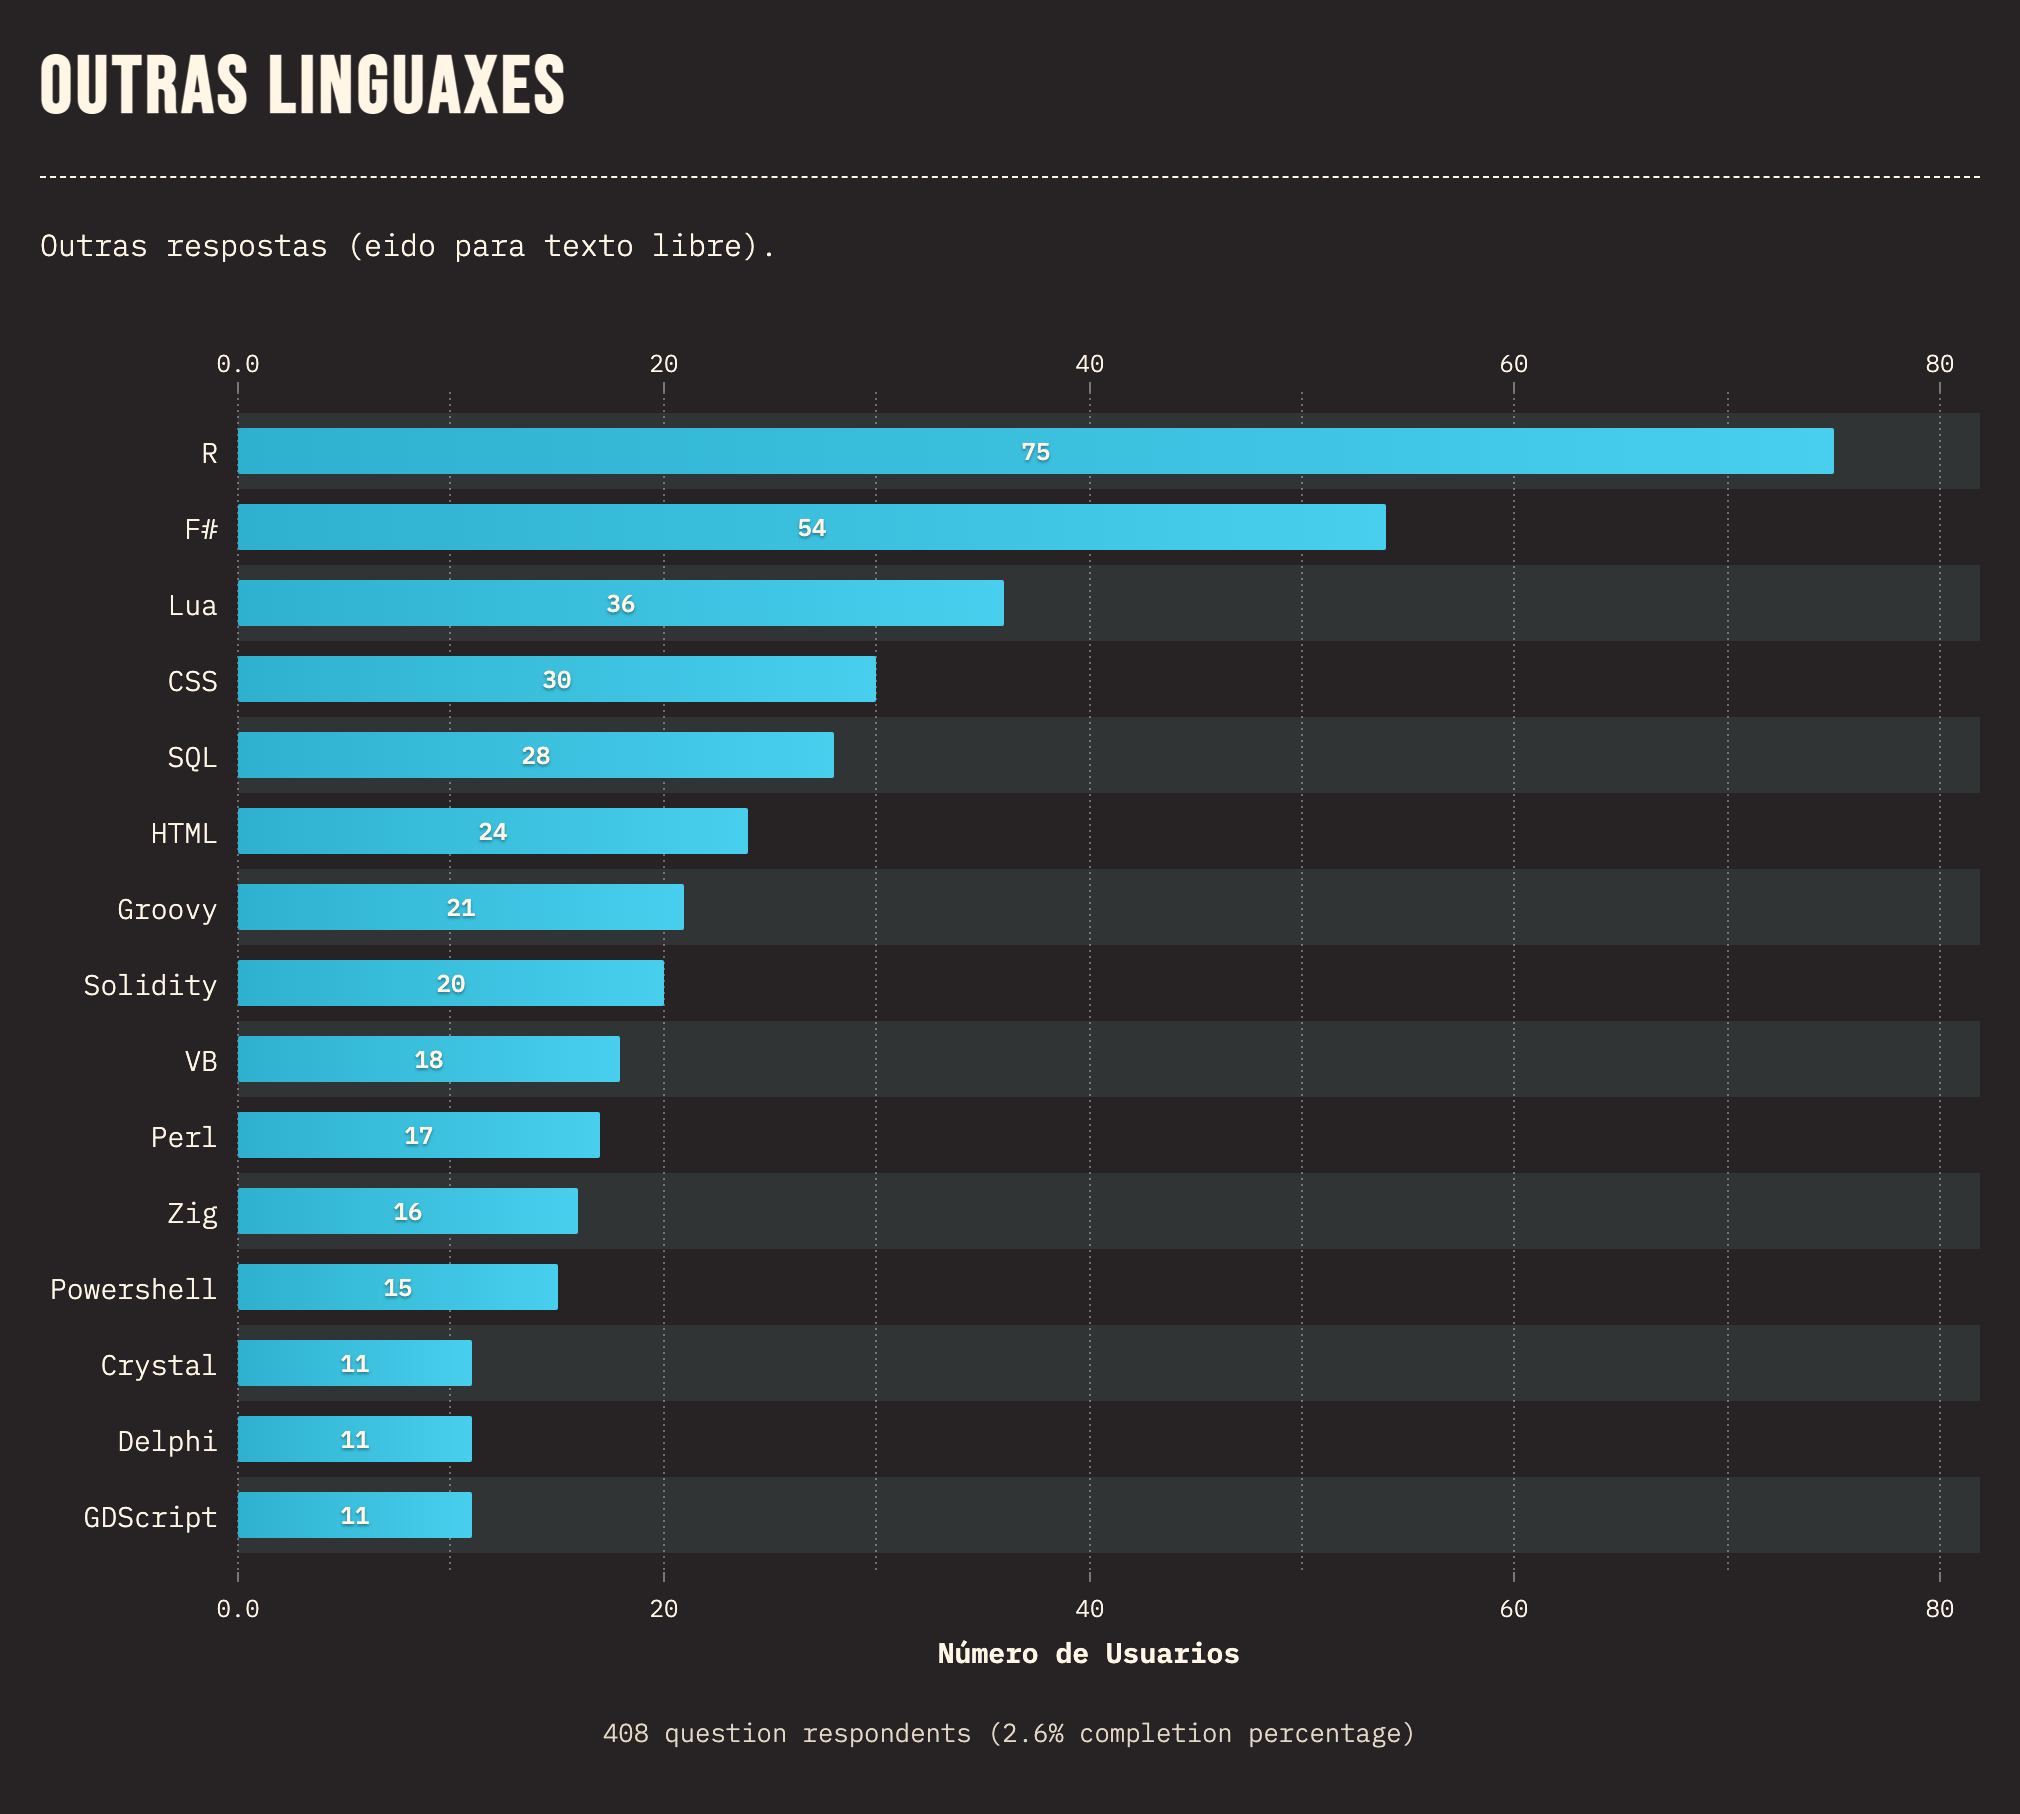 OUTRAS LINGUAXES
Outras respostas (eido para texto libre).
0.0 20 40 60 80
R 75
F# 54
Lua 36
CSS 30
SQL 28
HTML 24
Groovy 21
Solidity 20
VB 18
Perl 17
Zig 16
Powershell 15
Crystal 11
Delphi 11
GDScript 11
0.0 20 40 60 80
Número de Usuarios
408 question respondents (2.6% completion percentage)